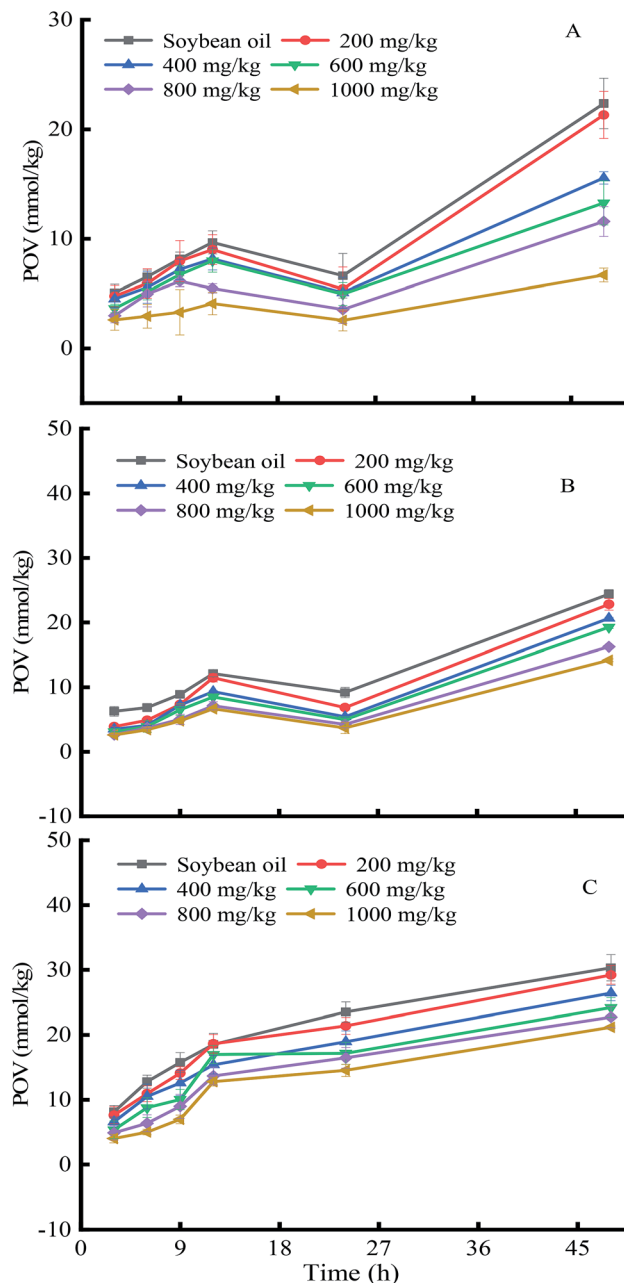 30
Soybean oil 200 mg/kg A
400 mg/kg 600 mg/kg
800 mg/kg 1000 mg/kg
20
POV (mmol/kg)
10
0
50
Soybean oil 200 mg/kg
40
400 mg/kg 600 mg/kg B
800 mg/kg 1000 mg/kg
30
POV (mmol/kg)
20
10
0
-10
50
Soybean oil 200 mg/kg
400 mg/kg 600 mg/kg C
40
800 mg/kg 1000 mg/kg
30
POV (mmol/kg)
20
10
0
-10
0 9 18 27 36 45
Time (h)